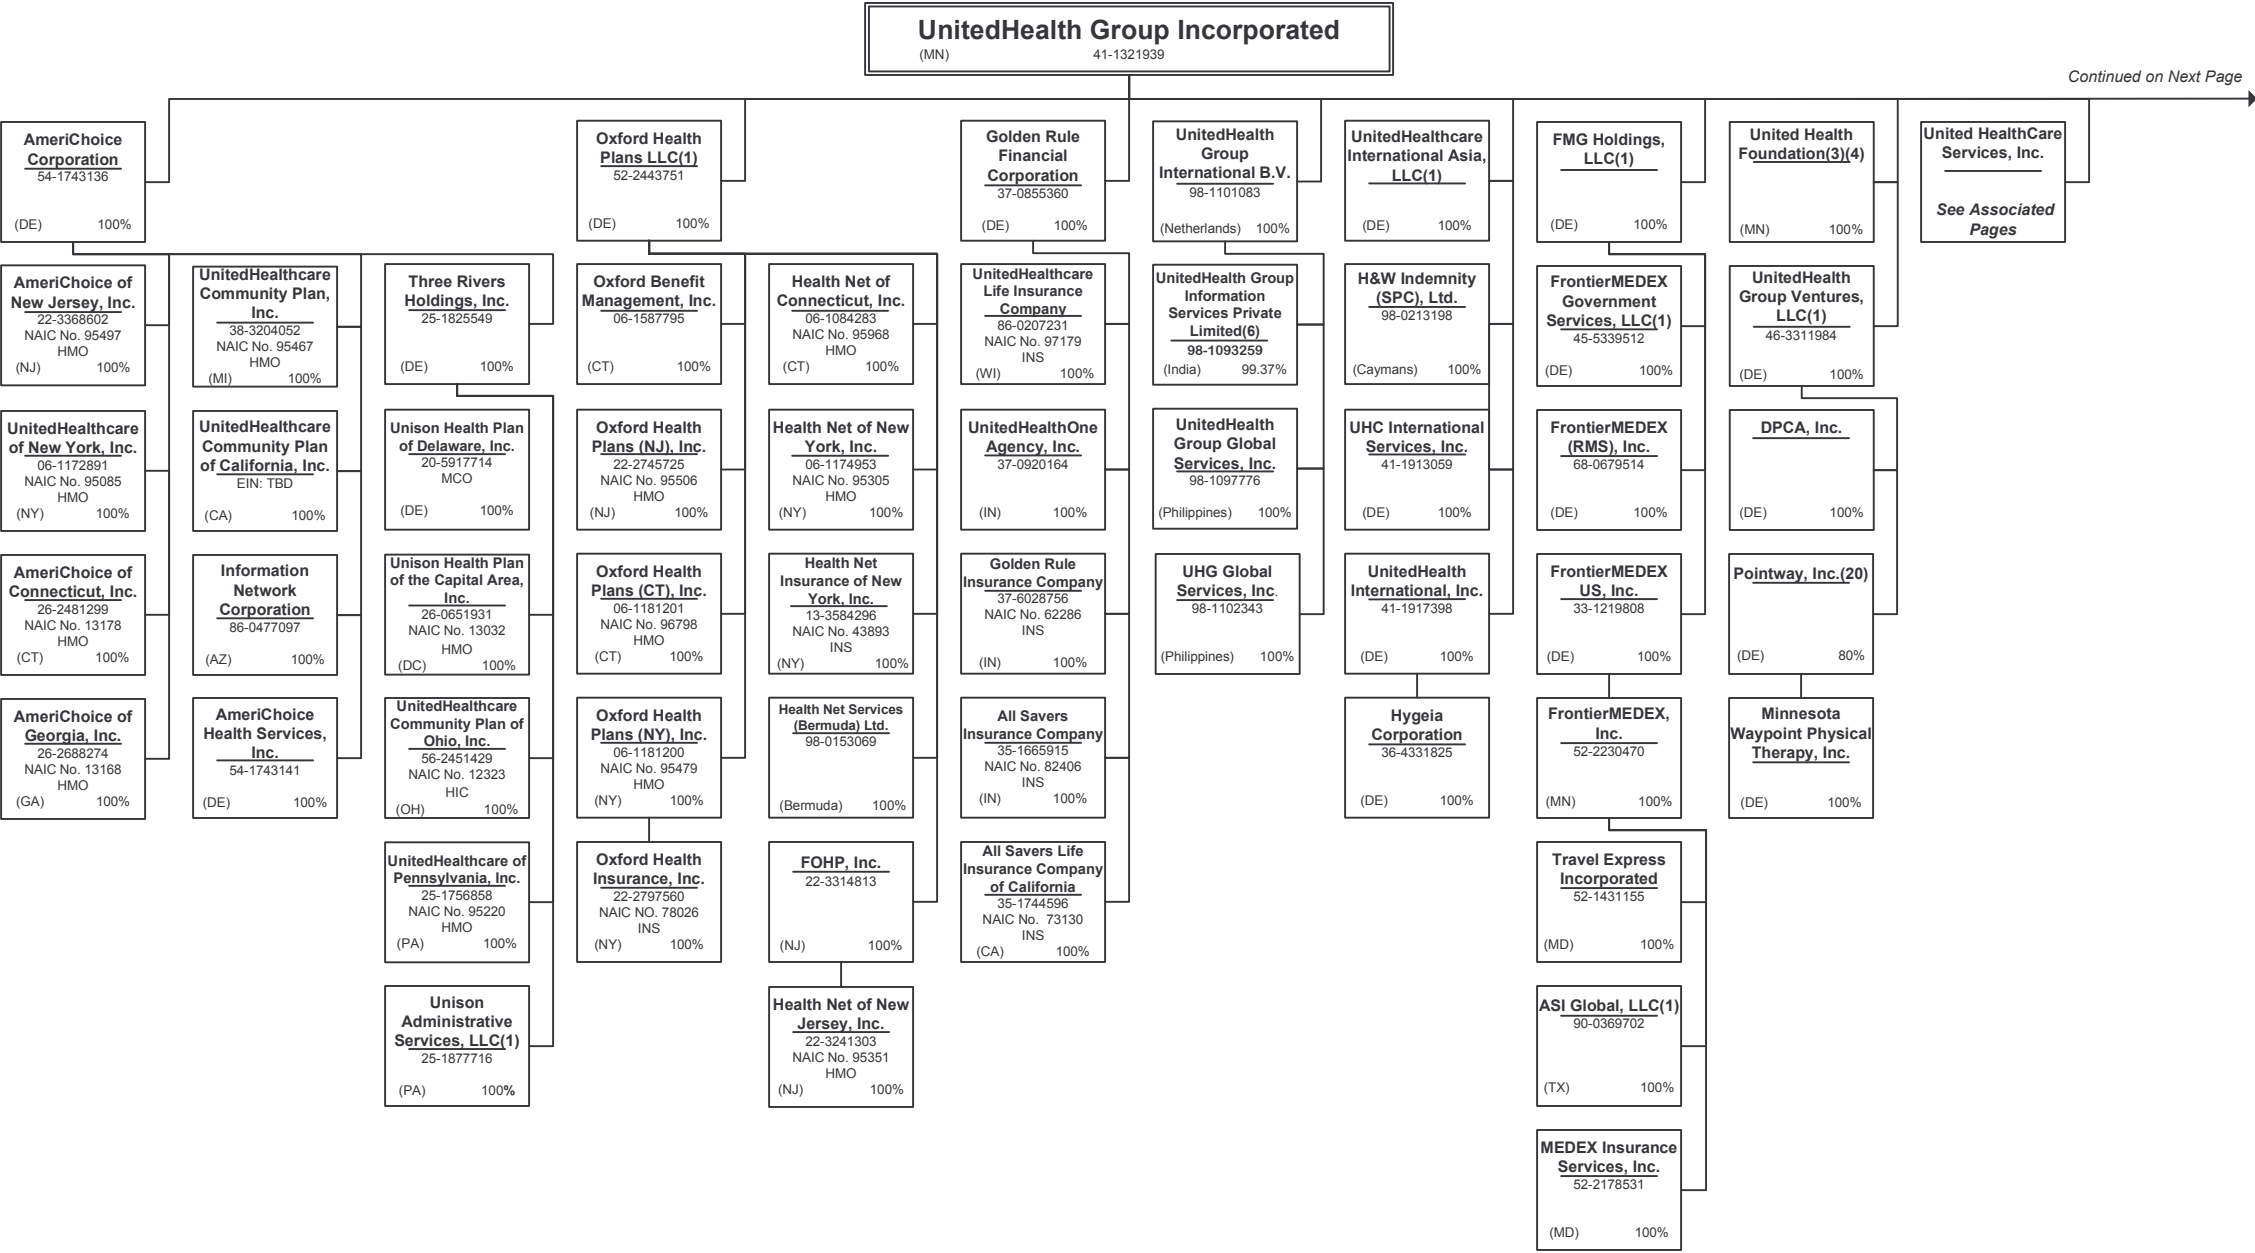 UnitedHealth Group Incorporated
(MN) 41-1321939
Continued on Next Page
AmeriChoice
Corporation
54-1743136
(DE) 100%
Oxford Health
Plans LLC(1)
52-2443751
(DE) 100%
Golden Rule
Financial
Corporation
37-0855360
(DE) 100%
UnitedHealth
Group
International B.V.
98-1101083
(Netherlands) 100%
UnitedHealthcare
International Asia,
LLC(1)
(DE) 100%
FMG Holdings,
LLC(1)
(DE) 100%
United Health
Foundation(3)(4)
(MN) 100%
United HealthCare
Services, Inc.
See Associated
Pages
AmeriChoice of
New Jersey, Inc.
22-3368602
NAIC No. 95497
HMO
(NJ) 100%
UnitedHealthcare
Community Plan,
Inc.
38-3204052
NAIC No. 95467
HMO
(MI) 100%
Three Rivers
Holdings, Inc.
25-1825549
(DE) 100%
Oxford Benefit
Management, Inc.
06-1587795
(CT) 100%
Health Net of
Connecticut, Inc.
06-1084283
NAIC No. 95968
HMO
(CT) 100%
UnitedHealthcare
Life Insurance
Company
86-0207231
NAIC No. 97179
INS
(WI) 100%
UnitedHealth Group
Information
Services Private
Limited(6)
98-1093259
(India) 99.37%
H&W Indemnity
(SPC), Ltd.
98-0213198
(Caymans) 100%
FrontierMEDEX
Government
Services, LLC(1)
45-5339512
(DE) 100%
UnitedHealth
Group Ventures,
LLC(1)
46-3311984
(DE) 100%
UnitedHealthcare
of New York, Inc.
06-1172891
NAIC No. 95085
HMO
(NY) 100%
UnitedHealthcare
Community Plan
of California, Inc.
EIN: TBD
(CA) 100%
Unison Health Plan
of Delaware, Inc.
20-5917714
MCO
(DE) 100%
Oxford Health
Plans (NJ), Inc.
22-2745725
NAIC No. 95506
HMO
(NJ) 100%
Health Net of New
York, Inc.
06-1174953
NAIC No. 95305
HMO
(NY) 100%
UnitedHealthOne
Agency, Inc.
37-0920164
(IN) 100%
UnitedHealth
Group Global
Services, Inc.
98-1097776
(Philippines) 100%
UHC International
Services, Inc.
41-1913059
(DE) 100%
FrontierMEDEX
(RMS), Inc.
68-0679514
(DE) 100%
DPCA, Inc.
(DE) 100%
AmeriChoice of
Connecticut, Inc.
26-2481299
NAIC No. 13178
HMO
(CT) 100%
Information
Network
Corporation
86-0477097
(AZ) 100%
Unison Health Plan
of the Capital Area,
Inc.
26-0651931
NAIC No. 13032
HMO
(DC) 100%
Oxford Health
Plans (CT), Inc.
06-1181201
NAIC No. 96798
HMO
(CT) 100%
Health Net
Insurance of New
York, Inc.
13-3584296
NAIC No. 43893
INS
(NY) 100%
Golden Rule
Insurance Company
37-6028756
NAIC No. 62286
INS
(IN) 100%
UHG Global
Services, Inc.
98-1102343
(Philippines) 100%
UnitedHealth
International, Inc.
41-1917398
(DE) 100%
FrontierMEDEX
US, Inc.
33-1219808
(DE) 100%
Pointway, Inc.(20)
(DE) 80%
AmeriChoice of
Georgia, Inc.
26-2688274
NAIC No. 13168
HMO
(GA) 100%
AmeriChoice
Health Services,
Inc.
54-1743141
(DE) 100%
UnitedHealthcare
Community Plan of
Ohio, Inc.
56-2451429
NAIC No. 12323
HIC
(OH) 100%
Oxford Health
Plans (NY), Inc.
06-1181200
NAIC No. 95479
HMO
(NY) 100%
Health Net Services
(Bermuda) Ltd.
98-0153069
(Bermuda) 100%
All Savers
Insurance Company
35-1665915
NAIC No. 82406
INS
(IN) 100%
Hygeia
Corporation
36-4331825
(DE) 100%
FrontierMEDEX,
Inc.
52-2230470
(MN) 100%
Minnesota
Waypoint Physical
Therapy, Inc.
(DE) 100%
UnitedHealthcare of
Pennsylvania, Inc.
25-1756858
NAIC No. 95220
HMO
(PA) 100%
Oxford Health
Insurance, Inc.
22-2797560
NAIC NO. 78026
INS
(NY) 100%
FOHP, Inc.
22-3314813
(NJ) 100%
All Savers Life
Insurance Company
of California
35-1744596
NAIC No. 73130
INS
(CA) 100%
Travel Express
Incorporated
52-1431155
(MD) 100%
Unison
Administrative
Services, LLC(1)
25-1877716
(PA) 100%
Health Net of New
Jersey, Inc.
22-3241303
NAIC No. 95351
HMO
(NJ) 100%
ASI Global, LLC(1)
90-0369702
(TX) 100%
MEDEX Insurance
Services, Inc.
52-2178531
(MD) 100%